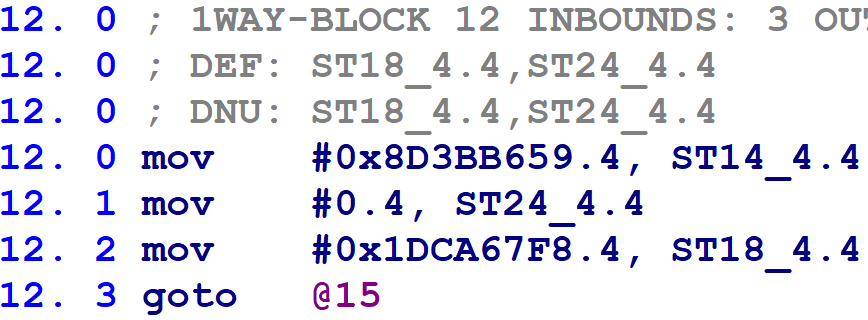 12. 0 ; 1WAY-BLOCK 12 INBOUNDS: 3
12. 0 ; DEF: ST18_4.4,ST24_4.4
12. 0 ; DNU: ST18_4.4,ST24_4.4
12. 0 mov #0x8D3BB659.4, ST14_4.4
12. 1 mov #0.4, ST24_4.4
12. 2 mov #0x1DCA67F8.4, ST18_4.4
12. 3 goto @15